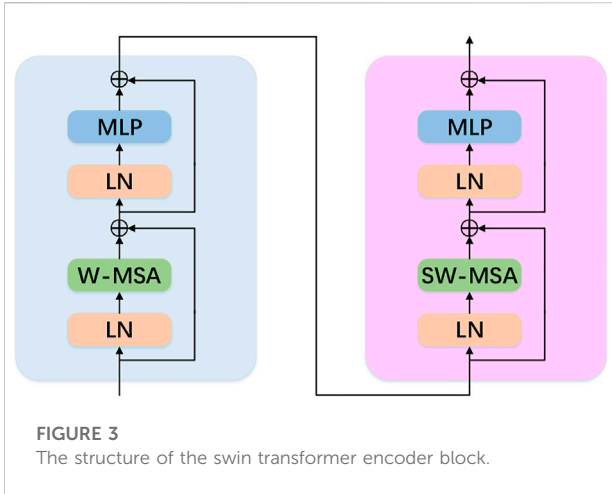 MLP
LN
W-MSA
LN
MLP
LN
SW-MSA
LN
FIGURE 3
The structure of the swin transformer encoder block.